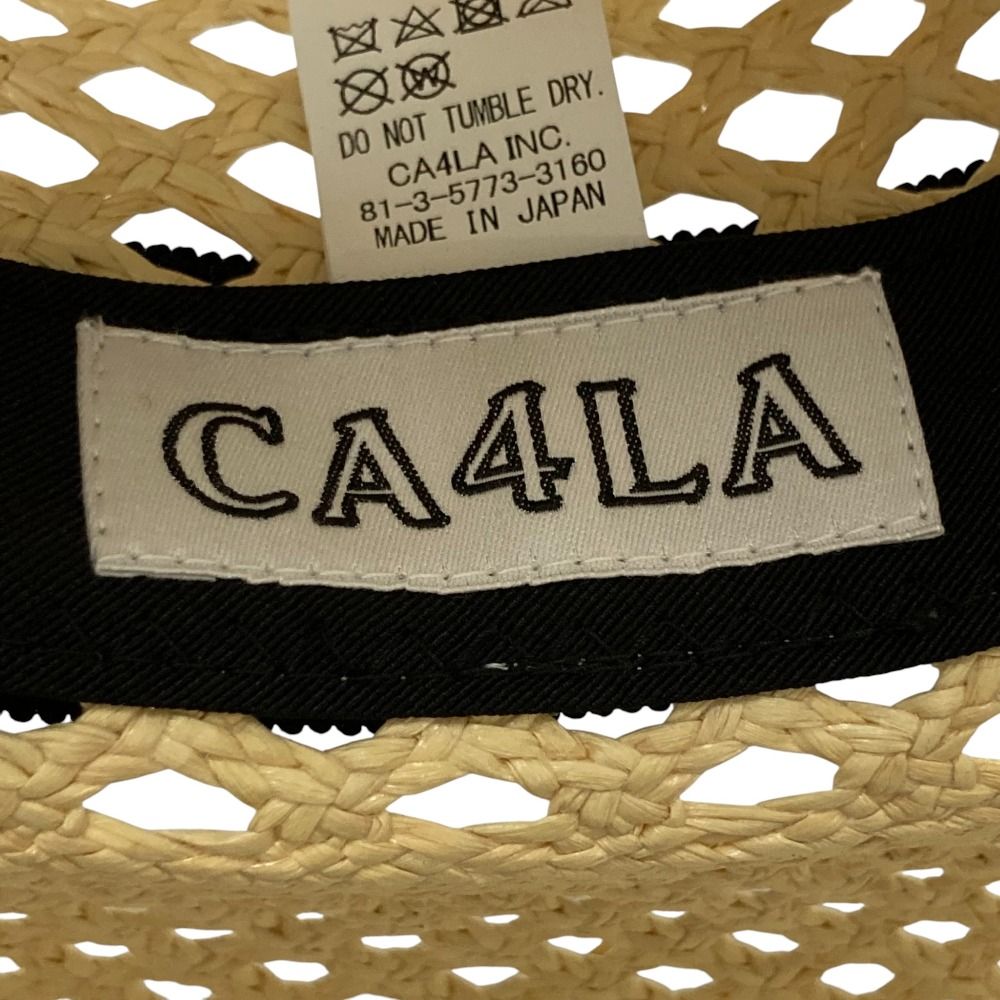 DO NOT TUMBLE DRY.
CA4LA INC.
81-3-5773-3160
MADE IN JAPAN
CA4LA